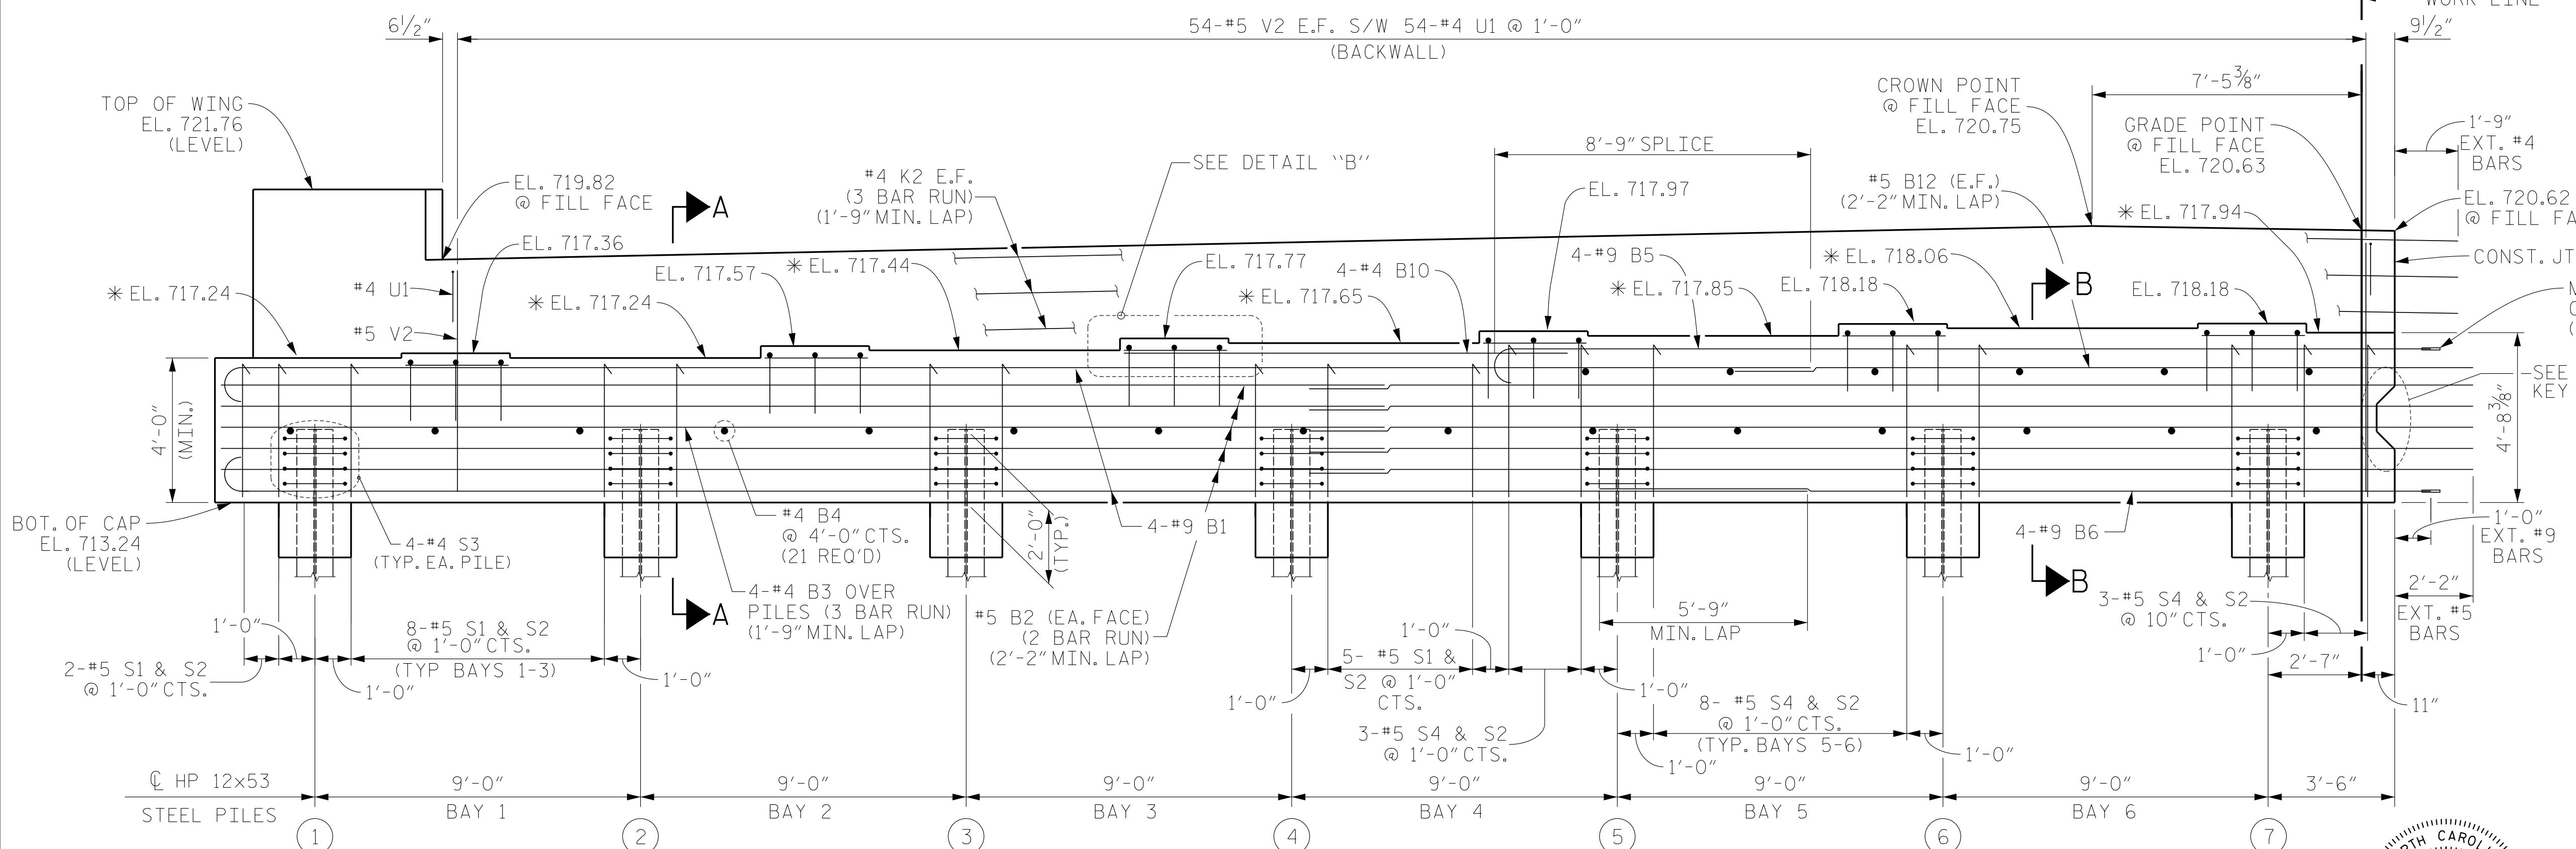 WORK LINE
6½" 54-#5 V2 E.F. S/W 54-#4 U1 @ 1'-0" 9½"
(BACKWALL)
TOP OF WING
EL. 721.76
(LEVEL)
CROWN POINT
@ FILL FACE
EL. 720.75
7'-5⅜"
GRADE POINT
@ FILL FACE
EL. 720.63
1'-9"
EXT. #4
BARS
EL. 719.82
@ FILL FACE
A
#4 K2 E.F.
(3 BAR RUN)
(1'-9" MIN. LAP)
SEE DETAIL "B"
8'-9" SPLICE
EL. 717.97
#5 B12 (E.F.)
(2'-2" MIN. LAP)
* EL. 717.94
EL. 720.62
@ FILL FA
CONST. JT
* EL. 717.24
EL. 717.36
#4 U1
#5 V2
EL. 717.57
* EL. 717.24
* EL. 717.44
EL. 717.77
* EL. 717.65
4-#4 B10
4-#9 B5
* EL. 717.85
* EL. 718.06
EL. 718.18
B
EL. 718.18
SEE
KEY
4'-0"
(MIN.)
4'-8⅜"
BOT. OF CAP
EL. 713.24
(LEVEL)
4-#4 S3
(TYP. EA. PILE)
#4 B4
@ 4'-0" CTS.
(21 REQ'D)
2'-0"
(TYP.)
4-#9 B1
4-#9 B6
1'-0"
EXT. #9
BARS
A
4-#4 B3 OVER
PILES (3 BAR RUN)
(1'-9" MIN. LAP)
#5 B2 (EA. FACE)
(2 BAR RUN)
(2'-2" MIN. LAP)
5'-9"
MIN. LAP
B
3-#5 S4 & S2
@ 10" CTS.
2'-2"
EXT. #5
BARS
2-#5 S1 & S2
@ 1'-0" CTS.
1'-0"
1'-0"
8-#5 S1 & S2
@ 1'-0" CTS.
(TYP BAYS 1-3)
1'-0"
1'-0"
5- #5 S1 &
S2 @ 1'-0"
CTS.
1'-0"
3-#5 S4 & S2
@ 1'-0" CTS.
1'-0"
1'-0"
8- #5 S4 & S2
@ 1'-0" CTS.
(TYP. BAYS 5-6)
1'-0"
1'-0"
2'-7"
11"
℄ HP 12x53
STEEL PILES
9'-0" 9'-0" 9'-0" 9'-0" 9'-0" 9'-0" 3'-6"
BAY 1 BAY 2 BAY 3 BAY 4 BAY 5 BAY 6
1 2 3 4 5 6 7
RTH CAROL